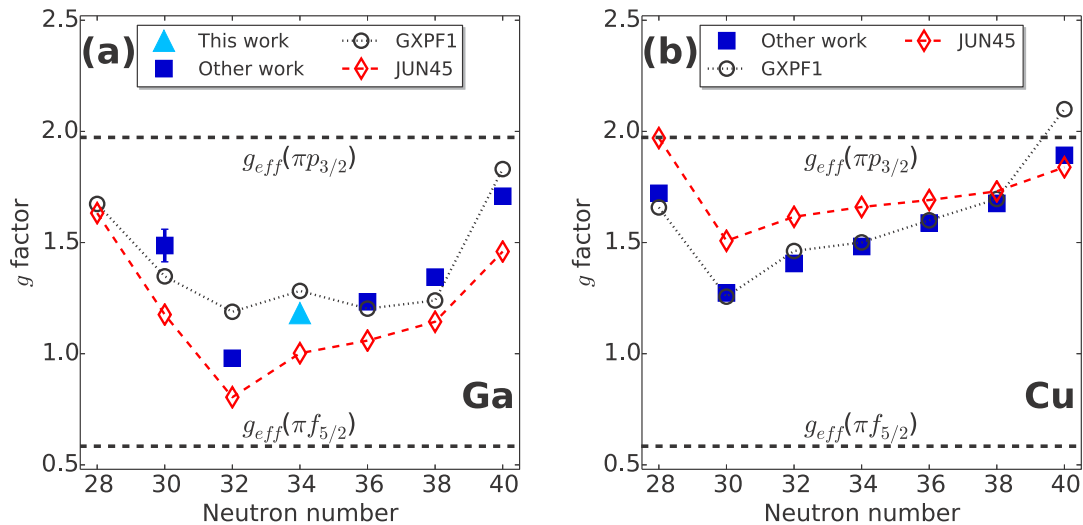 (a)
This work
Other work
GXPF1
JUN45
2.5
2.0
1.5
1.0
0.5
g factor
g_eff(πp_3/2)
g_eff(πf_5/2)
Ga
28 30 32 34 36 38 40
Neutron number
(b)
Other work
GXPF1
JUN45
2.5
2.0
1.5
1.0
0.5
g factor
g_eff(πp_3/2)
g_eff(πf_5/2)
Cu
28 30 32 34 36 38 40
Neutron number